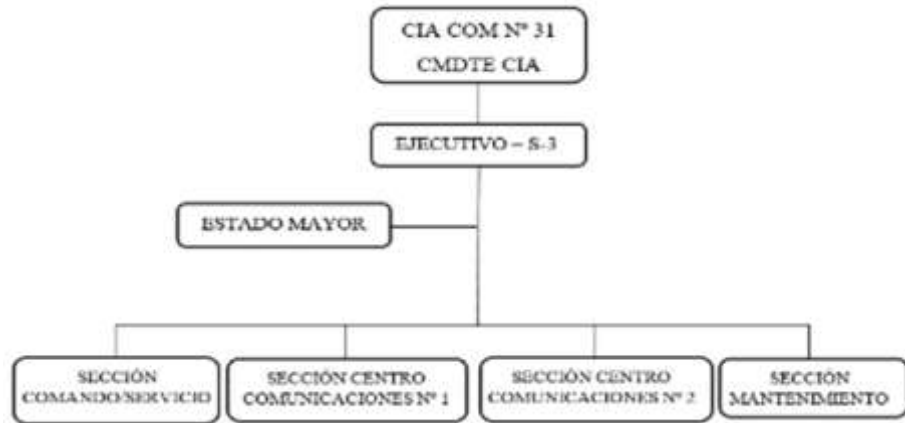 CIA COM Nº 31
CMDTE CIA
EJECUTIVO – S-3
ESTADO MAYOR
SECCIÓN
COMANDO/SERVICIO
SECCIÓN CENTRO
COMUNICACIONES Nº 1
SECCIÓN CENTRO
COMUNICACIONES Nº 2
SECCIÓN
MANTENIMIENTO